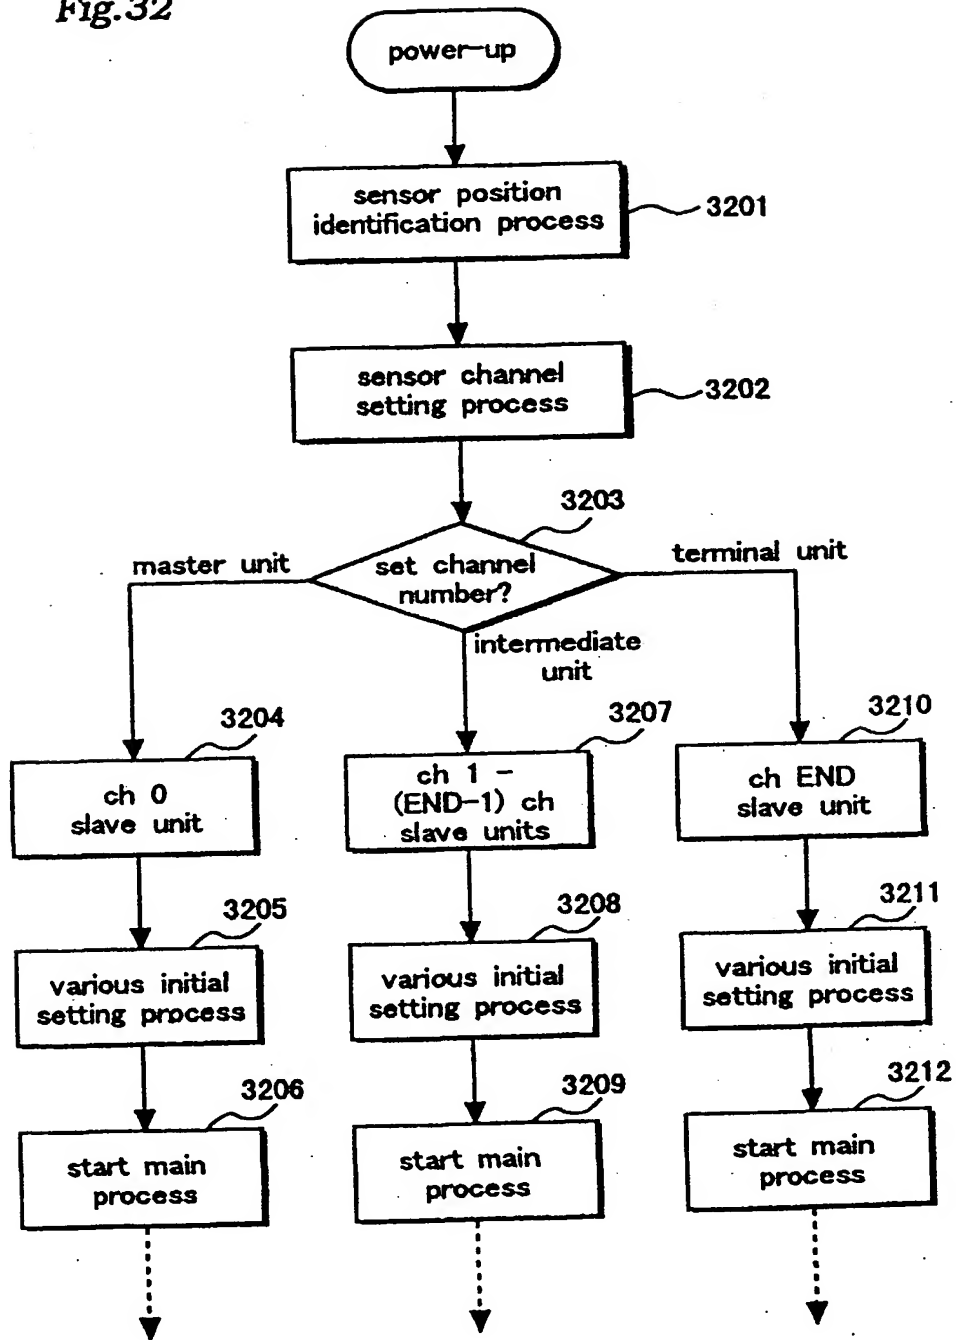 Fig.32
power-up
sensor position
identification process
3201
sensor channel
setting process
3202
3203
set channel
number?
master unit
intermediate
unit
terminal unit
3204
ch 0
slave unit
3207
ch 1 -
(END-1) ch
slave units
3210
ch END
slave unit
3205
various initial
setting process
3208
various initial
setting process
3211
various initial
setting process
3206
start main
process
3209
start main
process
3212
start main
process